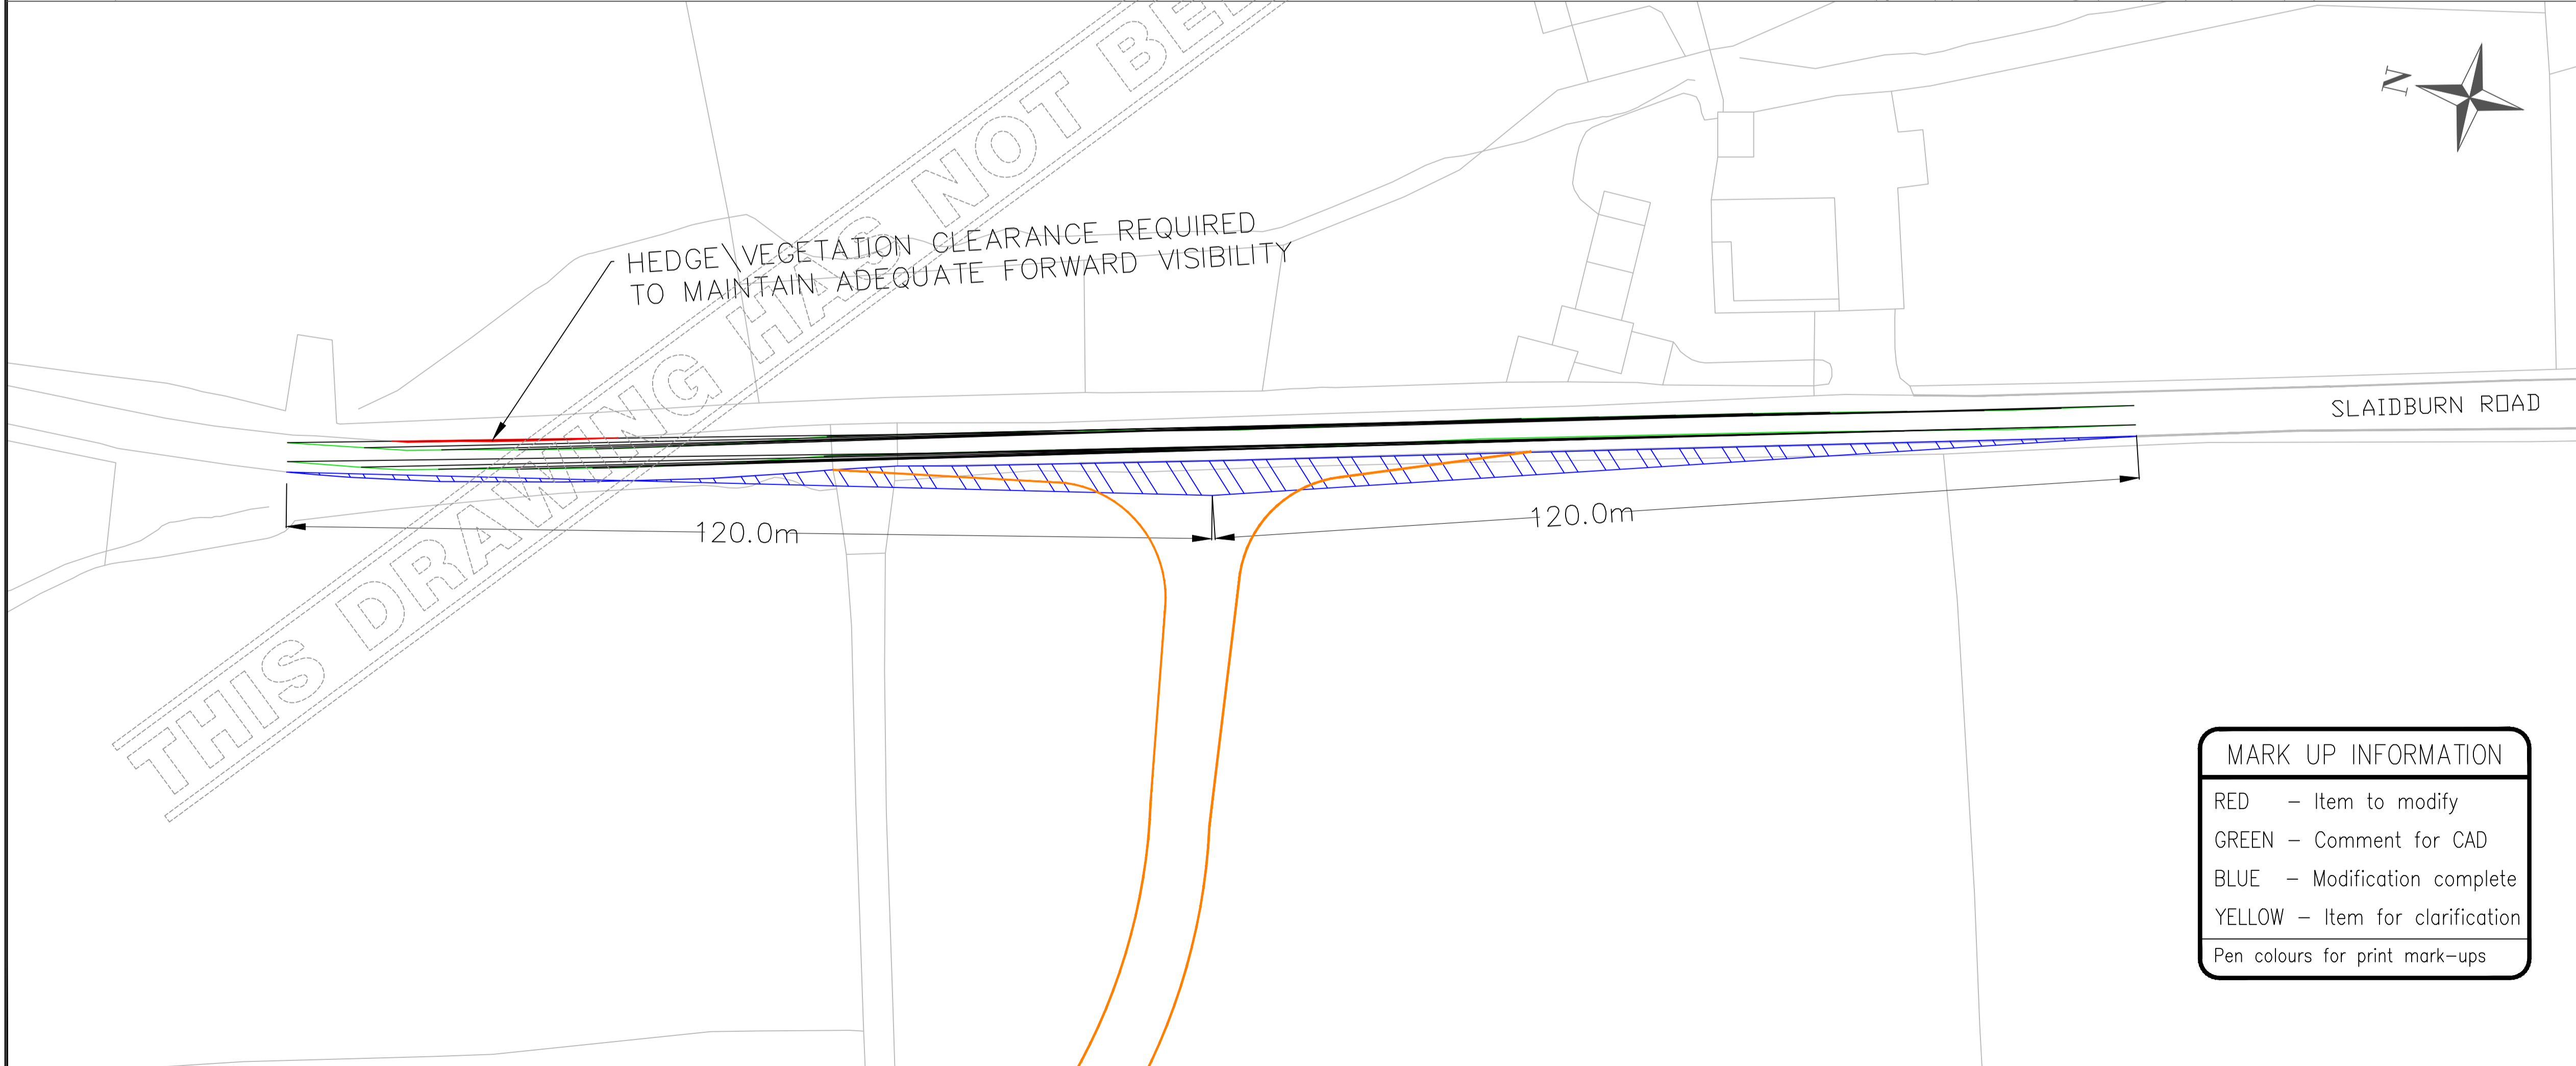 THIS DRAWING HAS NOT
N
HEDGE\VEGETATION CLEARANCE REQUIRED
TO MAINTAIN ADEQUATE FORWARD VISIBILITY
SLAIDBURN ROAD
120.0m
120.0m
MARK UP INFORMATION
RED – Item to modify
GREEN – Comment for CAD
BLUE – Modification complete
YELLOW – Item for clarification
Pen colours for print mark–ups